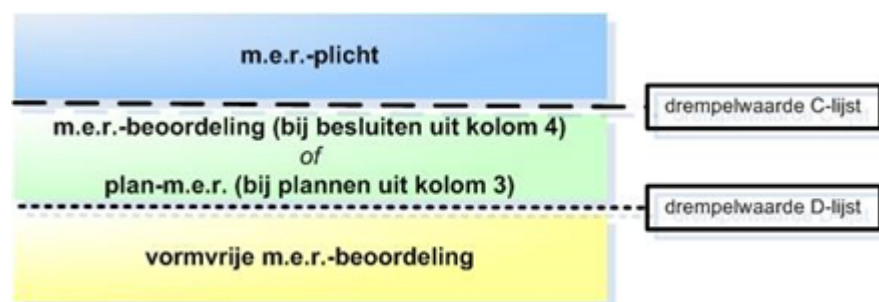 m.e.r.-plicht
drempelwaarde C-lijst
m.e.r.-beoordeling (bij besluiten uit kolom 4)
of
plan-m.e.r. (bij plannen uit kolom 3)
drempelwaarde D-lijst
vormvrije m.e.r.-beoordeling